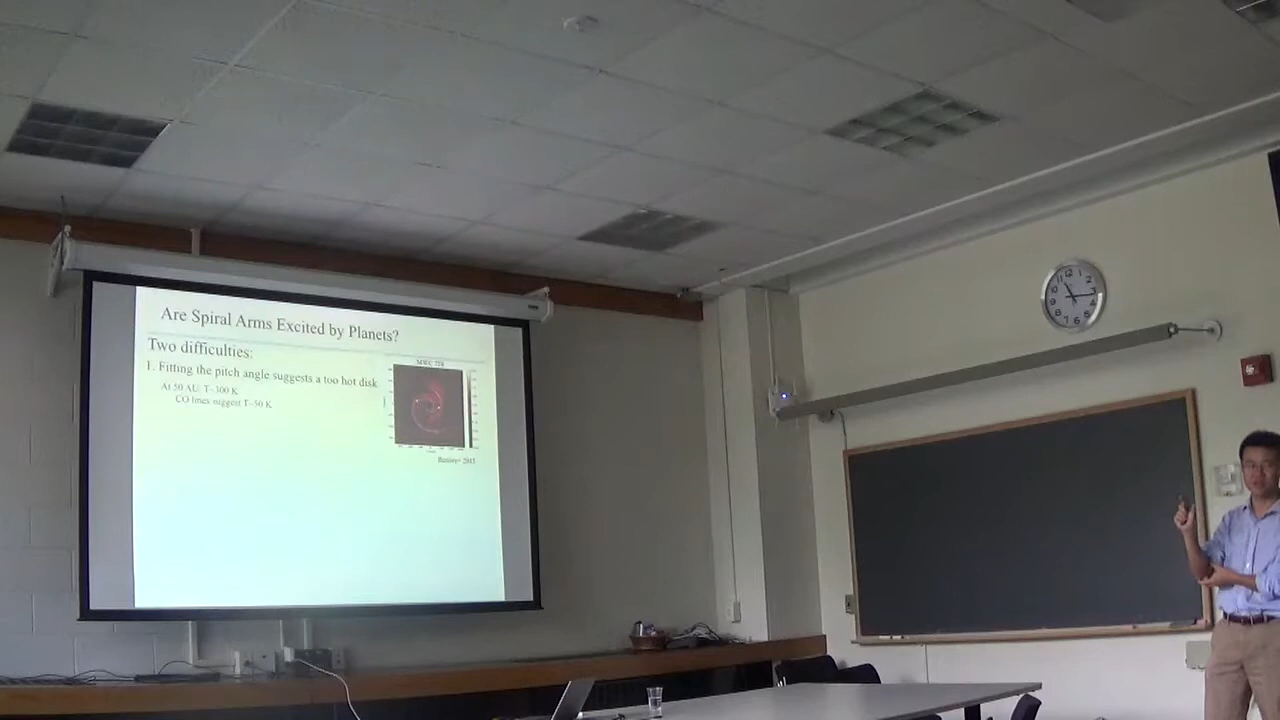 Are Spiral Arms Excited by Planets?
Two difficulties:
1. Fitting the pitch angle suggests a too hot disk
At 50 AU: T~300 K
CO lines suggest T~50 K
MWC 758
Benisty+ 2015